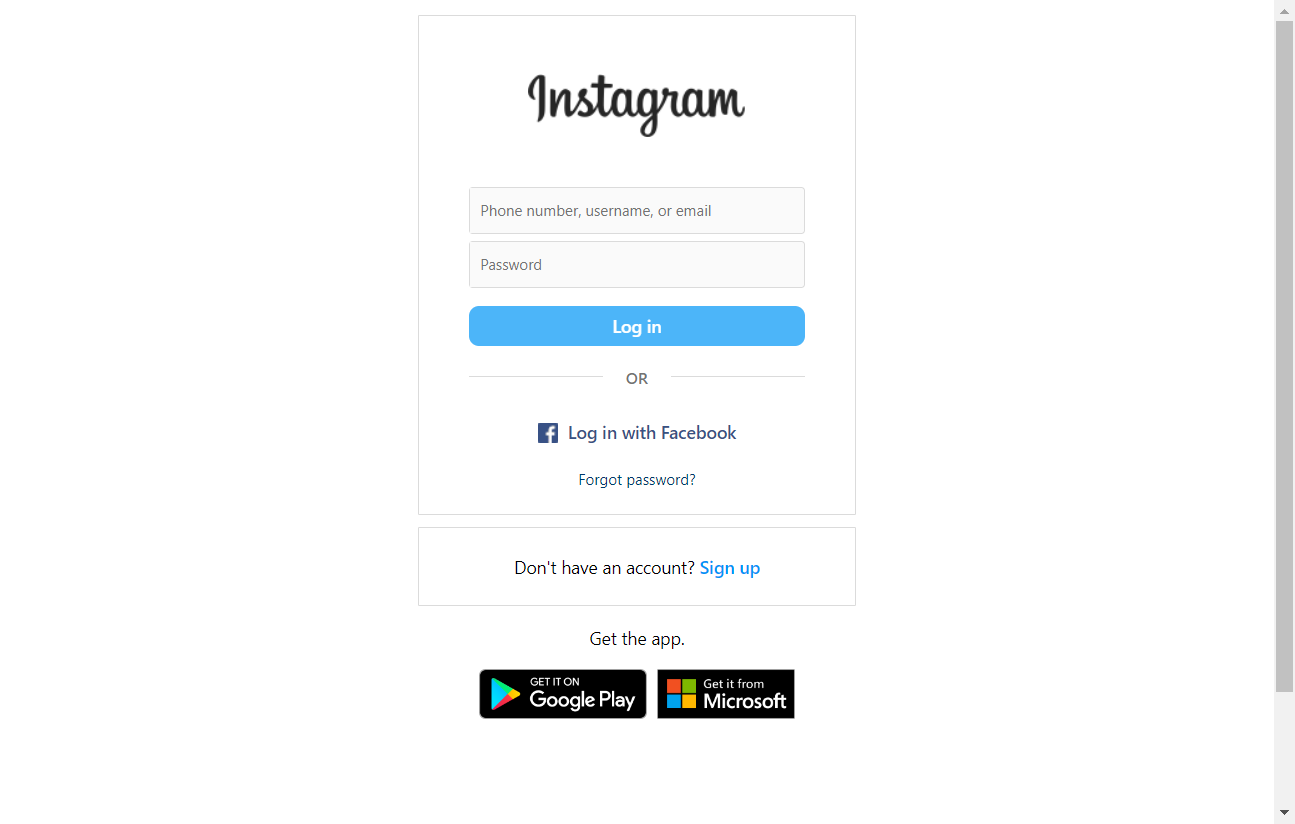 Instagram
Phone number, username, or email
Password
Log in
OR
Log in with Facebook
Forgot password?
Don't have an account? Sign up
Get the app.
GET IT ON
Google Play
Get it from
Microsoft